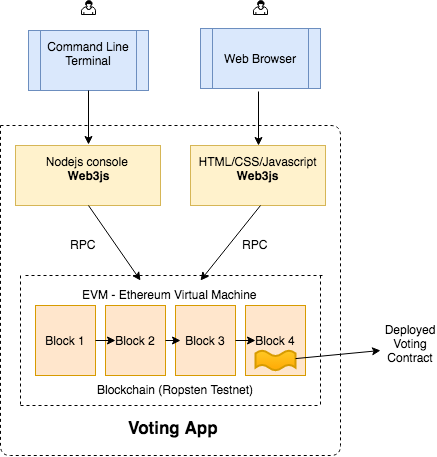 Command Line
Terminal
Web Browser
Nodejs console
Web3js
HTML/CSS/Javascript
Web3js
RPC
RPC
EVM - Ethereum Virtual Machine
Block 1
Block 2
Block 3
Block 4
Deployed
Voting
Contract
Blockchain (Ropsten Testnet)
Voting App